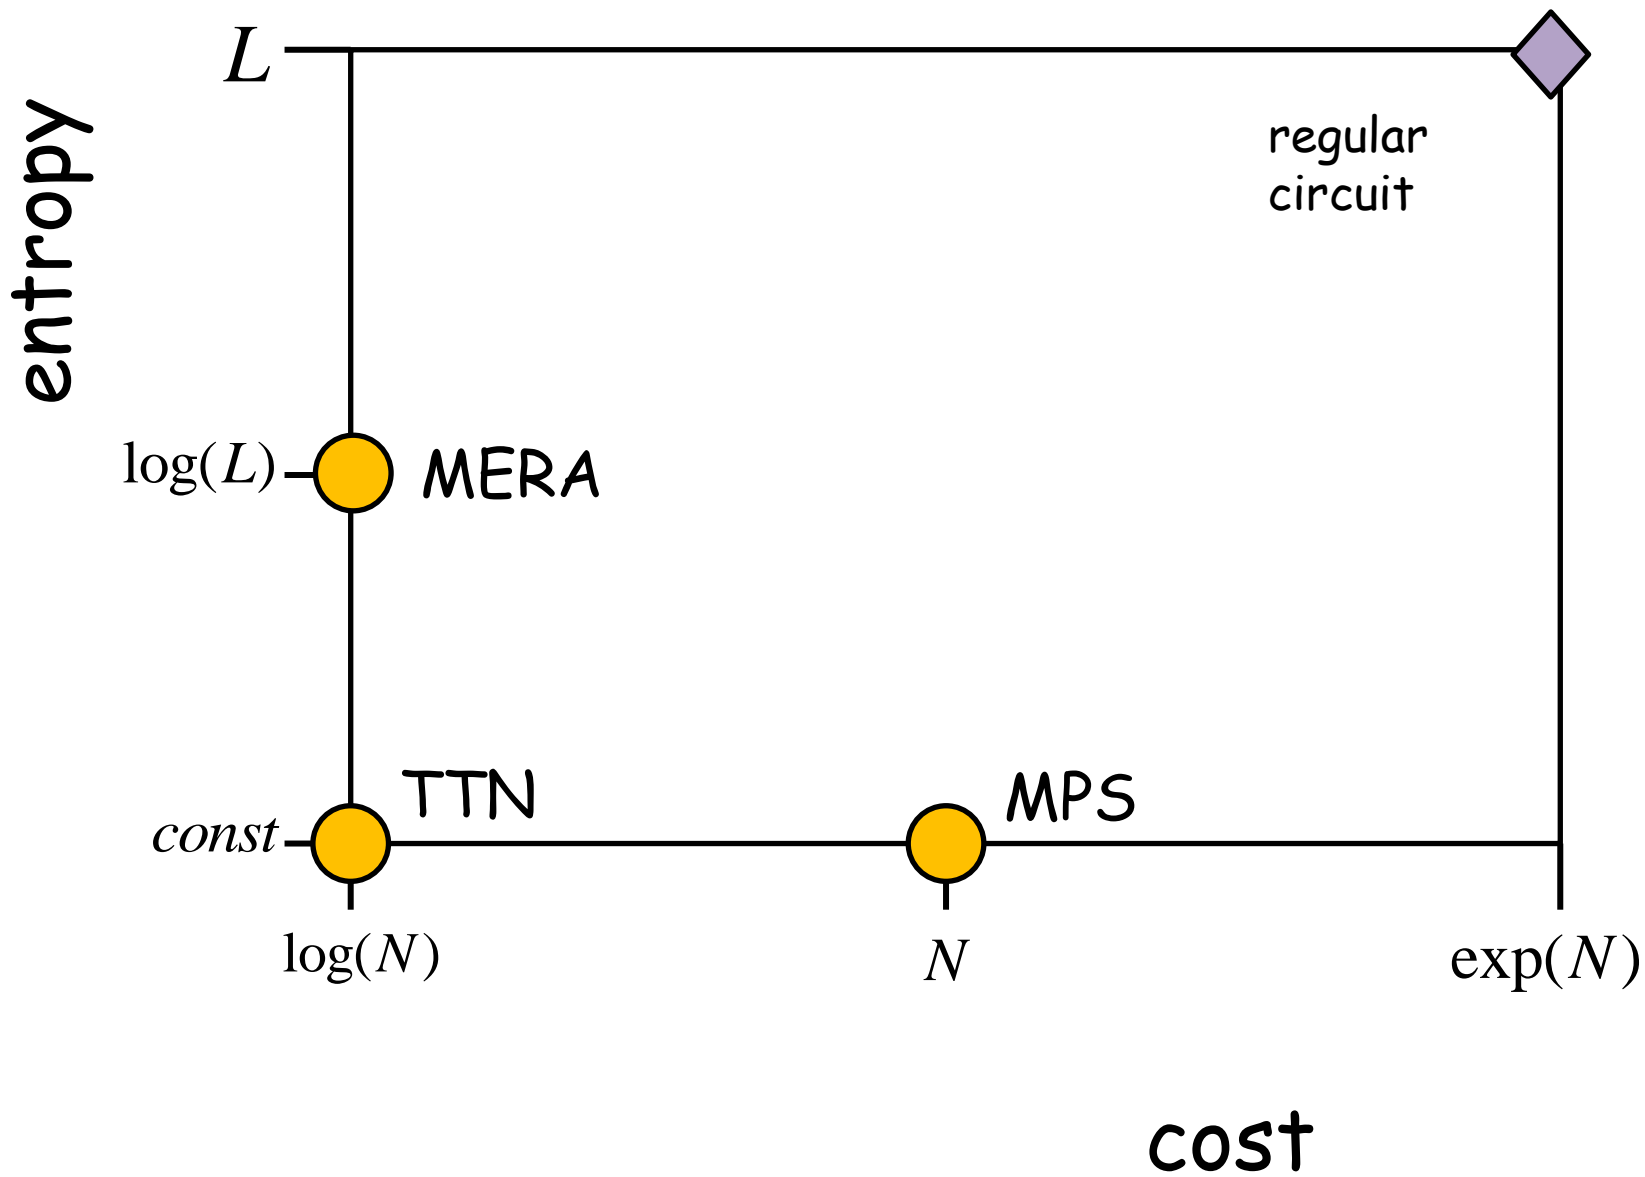 L
entropy
regular
circuit
log(L)
MERA
TTN
MPS
const
log(N)
N
exp(N)
cost